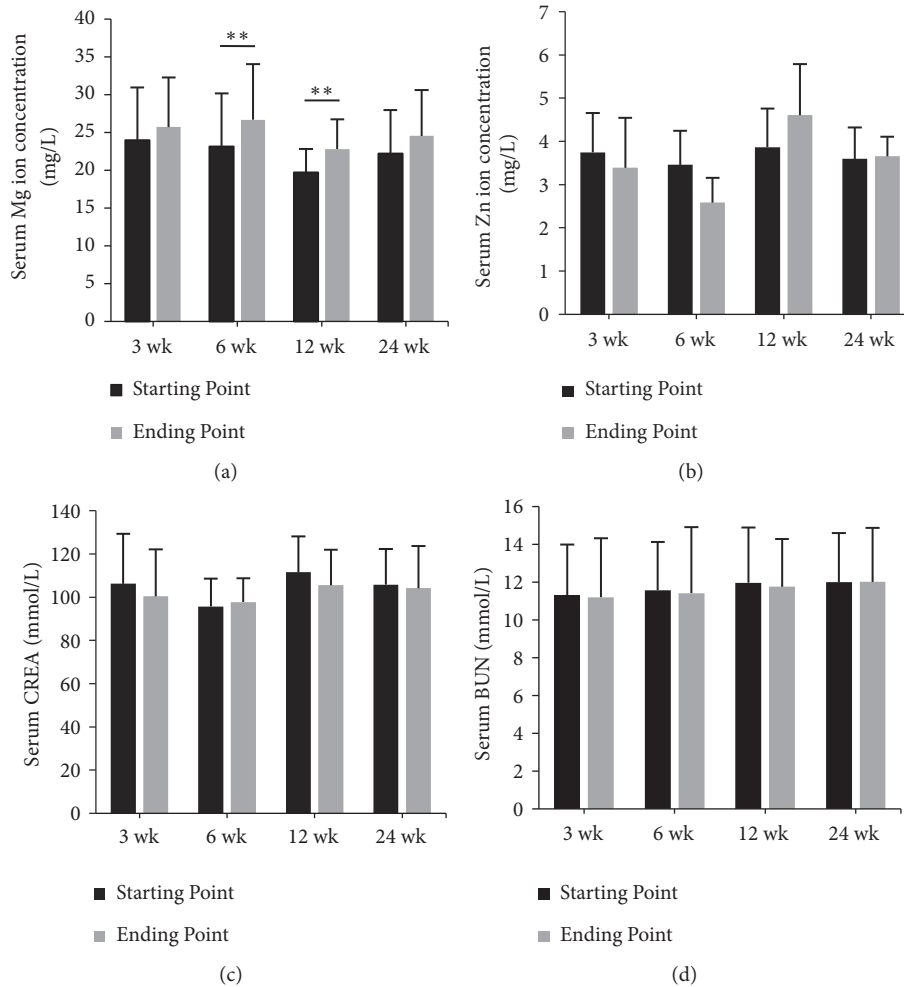 Serum Mg ion concentration
(mg/L)
40
35
30
25
20
15
10
5
0
**
**
3 wk
6 wk
12 wk
24 wk
Starting Point
Ending Point
(a)
Serum Zn ion concentration
(mg/L)
7
6
5
4
3
2
1
0
3 wk
6 wk
12 wk
24 wk
Starting Point
Ending Point
(b)
Serum CREA (mmol/L)
140
120
100
80
60
40
20
0
3 wk
6 wk
12 wk
24 wk
Starting Point
Ending Point
(c)
Serum BUN (mmol/L)
16
14
12
10
8
6
4
2
0
3 wk
6 wk
12 wk
24 wk
Starting Point
Ending Point
(d)